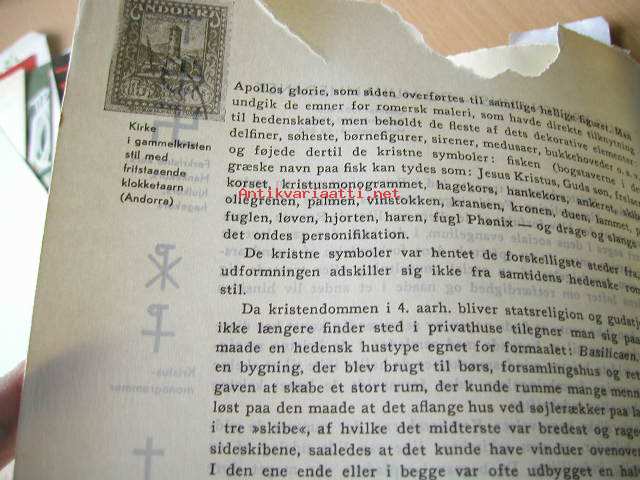 ANDORRA
Kirke
i gammelkristen
stil med
fritstaaende
klokketaarn
(Andorra)
Apollos glorie, som siden overførtes til samtlige hellige figurer. Man
undgik de emner for romersk maleri, som havde direkte tilknytning
til hedenskabet, men beholdt de fleste af dets dekorative elementer
delfiner, søheste, børnefigurer, sirener, medusaer, bukkehoveder o.s.v.
og føjede dertil de kristne symboler: fisken (bogstaverne i
græske navn paa fisk kan tydes som: Jesus Kristus, Guds søn, frelser
korset, kristusmonogrammet, hagekors, hankekors, ankeret,
oliegrenen, palmen, vinstokken, kransen, kronen, duen, lammet,
fuglen, løven, hjorten, haren, fugl Phønix — og drage og slange
det ondes personifikation.
De kristne symboler var hentet de forskelligste steder fra,
udformningen adskiller sig ikke fra samtidens hedenske rom
stil.
Da kristendommen i 4. aarh. bliver statsreligion og gudstj
ikke længere finder sted i privathuse tilegner man sig paa
maade en hedensk hustype egnet for formaalet: Basilicaen,
en bygning, der blev brugt til børs, forsamlingshus og ret
gaven at skabe et stort rum, der kunde rumme mange menn
løst paa den maade at det aflange hus ved søjlerækker paa la
i tre »skibe«, af hvilke det midterste var bredest og rage
sideskibene, saaledes at det kunde have vinduer ovenover
I den ene ende eller i begge var ofte udbygget en halv
Antikvariaatti.net
Kristus-
monogrammer